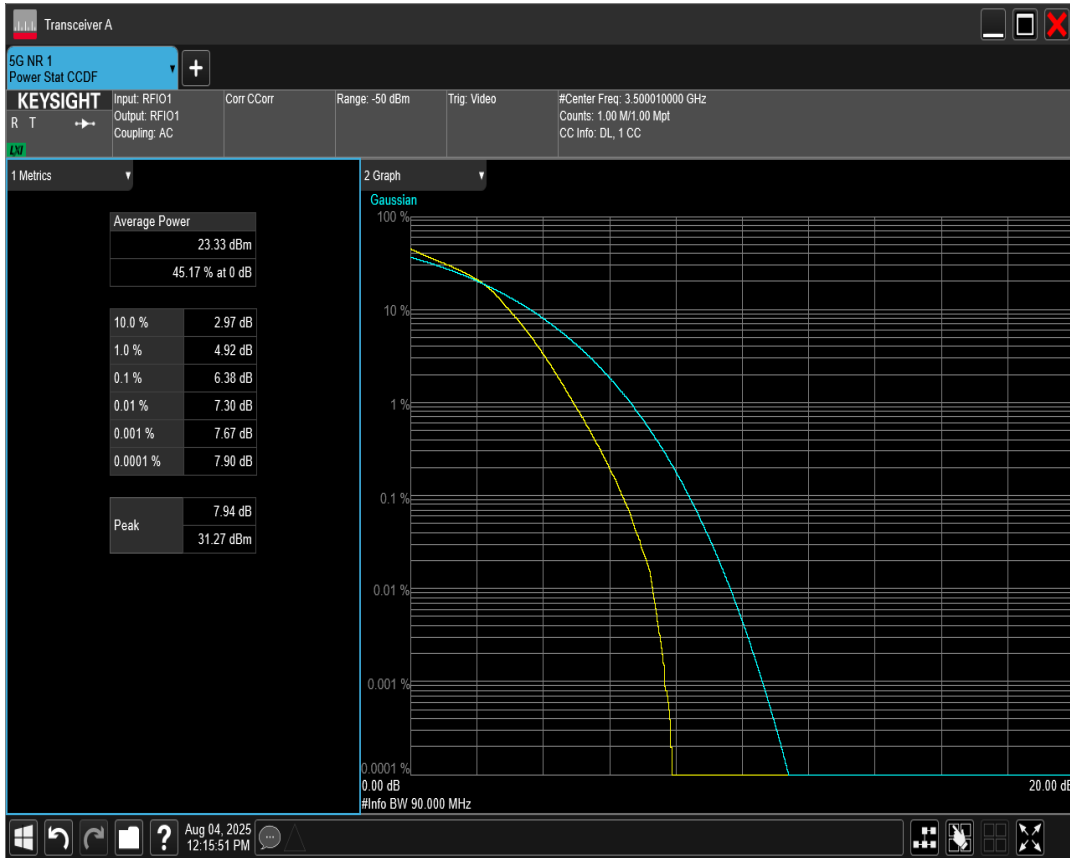 Transceiver A
5G NR 1
Power Stat CCDF
KEYSIGHT
R T
LXI
Input: RFIO1
Output: RFIO1
Coupling: AC
Corr CCorr
Range: -50 dBm
Trig: Video
#Center Freq: 3.500010000 GHz
Counts: 1.00 M/1.00 Mpt
CC Info: DL, 1 CC
1 Metrics
Average Power
23.33 dBm
45.17 % at 0 dB
10.0 % 2.97 dB
1.0 % 4.92 dB
0.1 % 6.38 dB
0.01 % 7.30 dB
0.001 % 7.67 dB
0.0001 % 7.90 dB
Peak 7.94 dB
31.27 dBm
2 Graph
Gaussian
100 %
10 %
1 %
0.1 %
0.01 %
0.001 %
0.0001 %
0.00 dB 20.00 dB
#Info BW 90.000 MHz
? Aug 04, 2025
12:15:51 PM